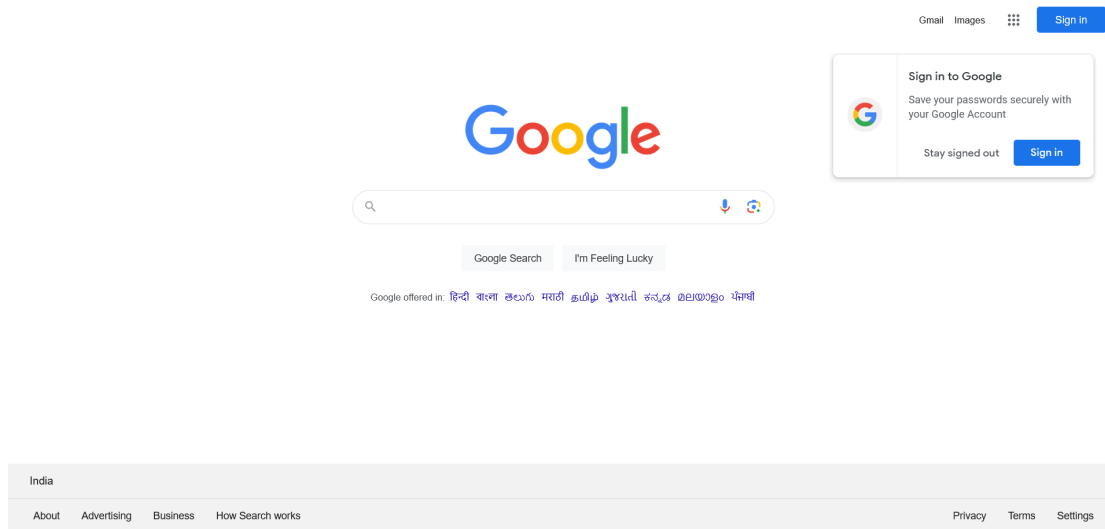 Gmail Images Sign in
Sign in to Google
Save your passwords securely with
your Google Account
Stay signed out Sign in
Google
Google Search I'm Feeling Lucky
Google offered in: हिन्दी বাংলা తెలుగు मराठी தமிழ் ગુજરાતી ಕನ್ನಡ മലയാളം ਪੰਜਾਬੀ
India
About Advertising Business How Search works Privacy Terms Settings